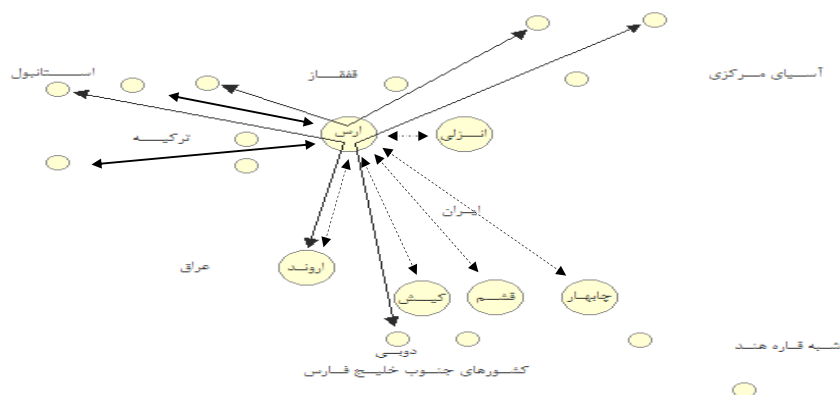 استانبول
قفقاز
آسیای مرکزی
ترکیه
ارس
انزلی
ایران
عراق
اروند
کیش
قشم
چابهار
دوبی
شبه قاره هند
کشورهای جنوب خلیج فارس